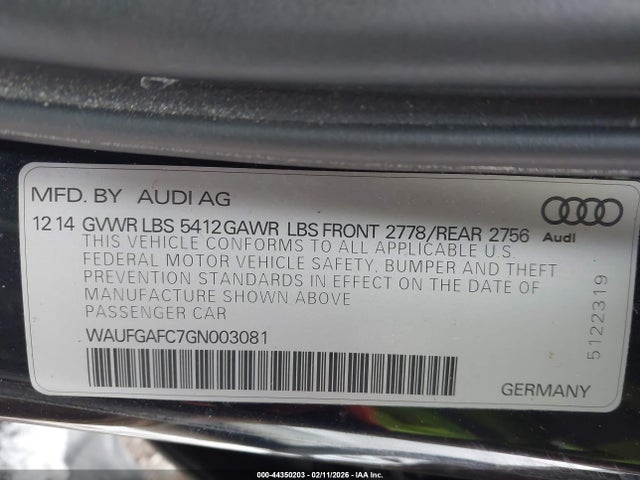 MFD. BY AUDI AG
12 14 GVWR LBS 5412 GAWR LBS FRONT 2778/REAR 2756
Audi
THIS VEHICLE CONFORMS TO ALL APPLICABLE U.S.
FEDERAL MOTOR VEHICLE SAFETY, BUMPER AND THEFT
PREVENTION STANDARDS IN EFFECT ON THE DATE OF
MANUFACTURE SHOWN ABOVE
PASSENGER CAR
WAUFGAFC7GN003081
5122319
GERMANY
000-44350203 - 02/11/2026 - IAA Inc.